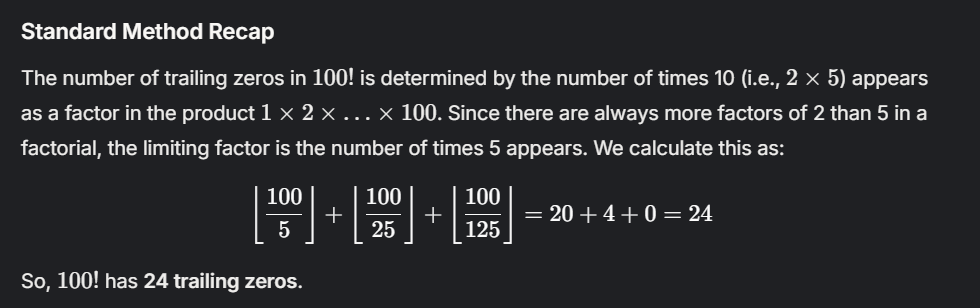 Standard Method Recap
The number of trailing zeros in 100! is determined by the number of times 10 (i.e., 2 × 5) appears
as a factor in the product 1 × 2 × … × 100. Since there are always more factors of 2 than 5 in a
factorial, the limiting factor is the number of times 5 appears. We calculate this as:
⌊100/5⌋ + ⌊100/25⌋ + ⌊100/125⌋ = 20 + 4 + 0 = 24
So, 100! has 24 trailing zeros.